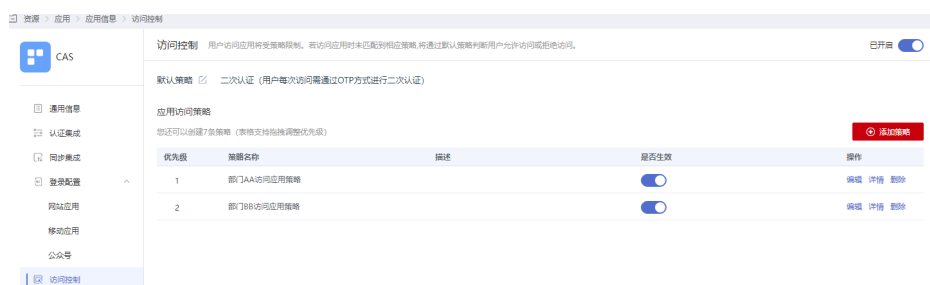 资源 > 应用 > 应用信息 > 访问控制
CAS
通用信息
认证集成
同步集成
登录配置
网站应用
移动应用
公众号
访问控制
访问控制 用户访问应用将受策略限制。若访问应用时未匹配到相应策略,将通过默认策略判断用户允许访问或拒绝访问。
已开启
默认策略 二次认证（用户每次访问需通过OTP方式进行二次认证）
应用访问策略
您还可以创建7条策略（表格支持拖拽调整优先级）
添加策略
优先级 策略名称 描述 是否生效 操作
1 部门AA访问应用策略 编辑 详情 删除
2 部门BB访问应用策略 编辑 详情 删除